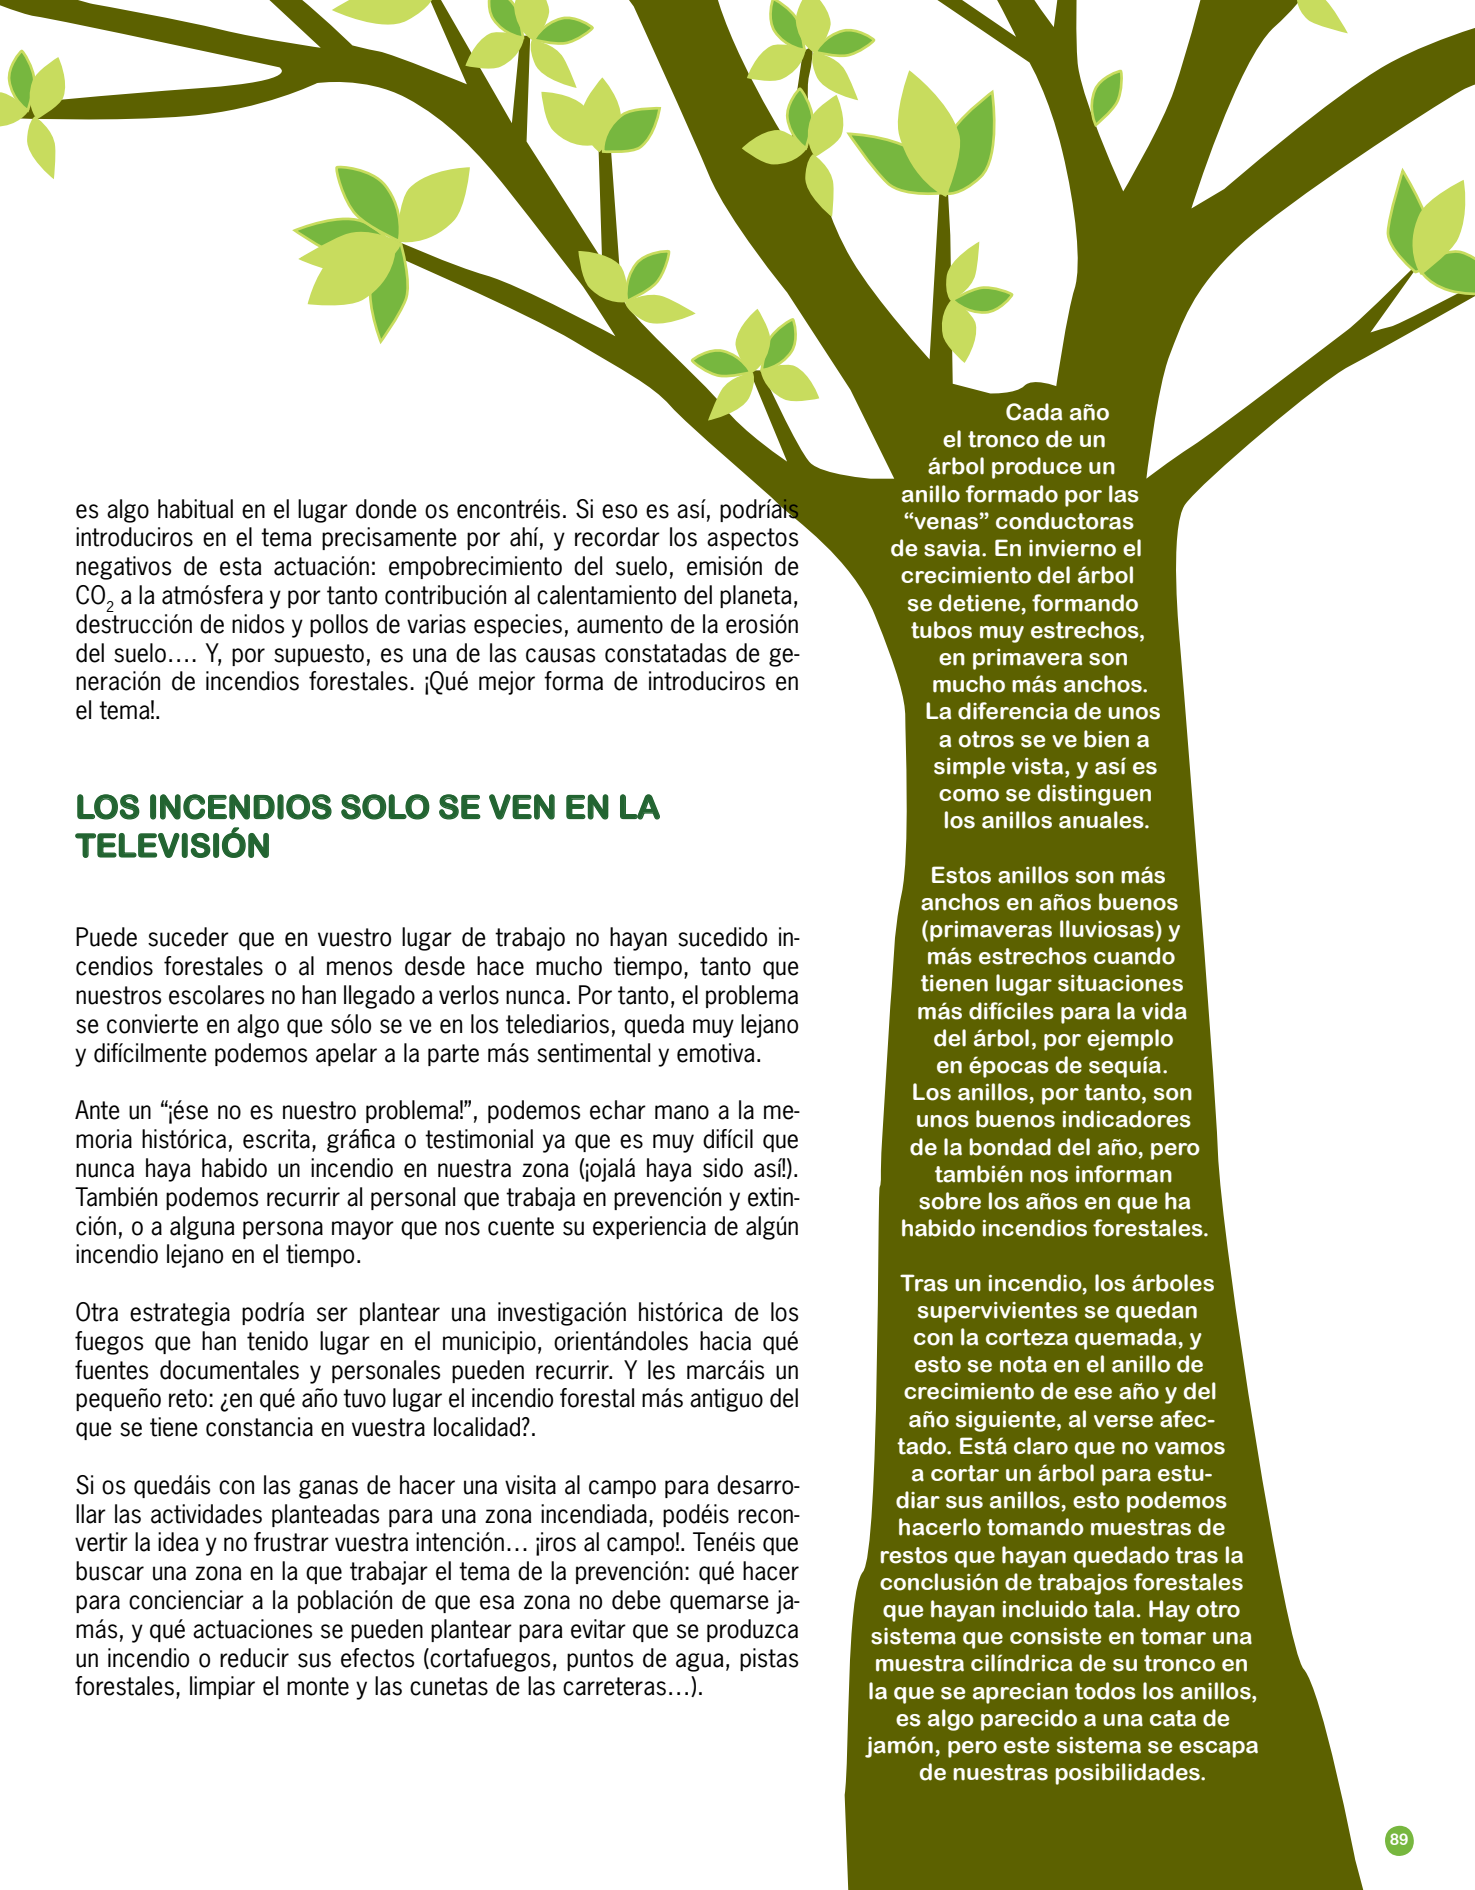 es algo habitual en el lugar donde os encontréis. Si eso es así, podríais
introduciros en el tema precisamente por ahí, y recordar los aspectos
negativos de esta actuación: empobrecimiento del suelo, emisión de
CO₂ a la atmósfera y por tanto contribución al calentamiento del planeta,
destrucción de nidos y pollos de varias especies, aumento de la erosión
del suelo…. Y, por supuesto, es una de las causas constatadas de ge-
neración de incendios forestales. ¡Qué mejor forma de introduciros en
el tema!.
LOS INCENDIOS SOLO SE VEN EN LA
TELEVISIÓN
Puede suceder que en vuestro lugar de trabajo no hayan sucedido in-
cendios forestales o al menos desde hace mucho tiempo, tanto que
nuestros escolares no han llegado a verlos nunca. Por tanto, el problema
se convierte en algo que sólo se ve en los telediarios, queda muy lejano
y difícilmente podemos apelar a la parte más sentimental y emotiva.
Ante un “¡ése no es nuestro problema!”, podemos echar mano a la me-
moria histórica, escrita, gráfica o testimonial ya que es muy difícil que
nunca haya habido un incendio en nuestra zona (¡ojalá haya sido así!).
También podemos recurrir al personal que trabaja en prevención y extin-
ción, o a alguna persona mayor que nos cuente su experiencia de algún
incendio lejano en el tiempo.
Otra estrategia podría ser plantear una investigación histórica de los
fuegos que han tenido lugar en el municipio, orientándoles hacia qué
fuentes documentales y personales pueden recurrir. Y les marcáis un
pequeño reto: ¿en qué año tuvo lugar el incendio forestal más antiguo del
que se tiene constancia en vuestra localidad?.
Si os quedáis con las ganas de hacer una visita al campo para desarro-
llar las actividades planteadas para una zona incendiada, podéis recon-
vertir la idea y no frustrar vuestra intención… ¡iros al campo!. Tenéis que
buscar una zona en la que trabajar el tema de la prevención: qué hacer
para concienciar a la población de que esa zona no debe quemarse ja-
más, y qué actuaciones se pueden plantear para evitar que se produzca
un incendio o reducir sus efectos (cortafuegos, puntos de agua, pistas
forestales, limpiar el monte y las cunetas de las carreteras…).
Cada año
el tronco de un
árbol produce un
anillo formado por las
“venas” conductoras
de savia. En invierno el
crecimiento del árbol
se detiene, formando
tubos muy estrechos,
en primavera son
mucho más anchos.
La diferencia de unos
a otros se ve bien a
simple vista, y así es
como se distinguen
los anillos anuales.
Estos anillos son más
anchos en años buenos
(primaveras lluviosas) y
más estrechos cuando
tienen lugar situaciones
más difíciles para la vida
del árbol, por ejemplo
en épocas de sequía.
Los anillos, por tanto, son
unos buenos indicadores
de la bondad del año, pero
también nos informan
sobre los años en que ha
habido incendios forestales.
Tras un incendio, los árboles
supervivientes se quedan
con la corteza quemada, y
esto se nota en el anillo de
crecimiento de ese año y del
año siguiente, al verse afec-
tado. Está claro que no vamos
a cortar un árbol para estu-
diar sus anillos, esto podemos
hacerlo tomando muestras de
restos que hayan quedado tras la
conclusión de trabajos forestales
que hayan incluido tala. Hay otro
sistema que consiste en tomar una
muestra cilíndrica de su tronco en
la que se aprecian todos los anillos,
es algo parecido a una cata de
jamón, pero este sistema se escapa
de nuestras posibilidades.
89